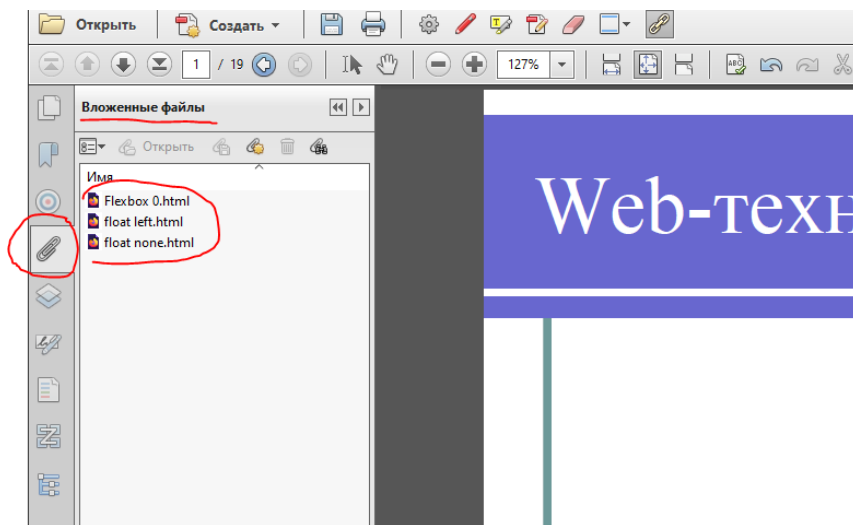 Открыть Создать
1 / 19 127%
Вложенные файлы
Открыть
Имя
Flexbox 0.html
float left.html
float none.html
Web-техн